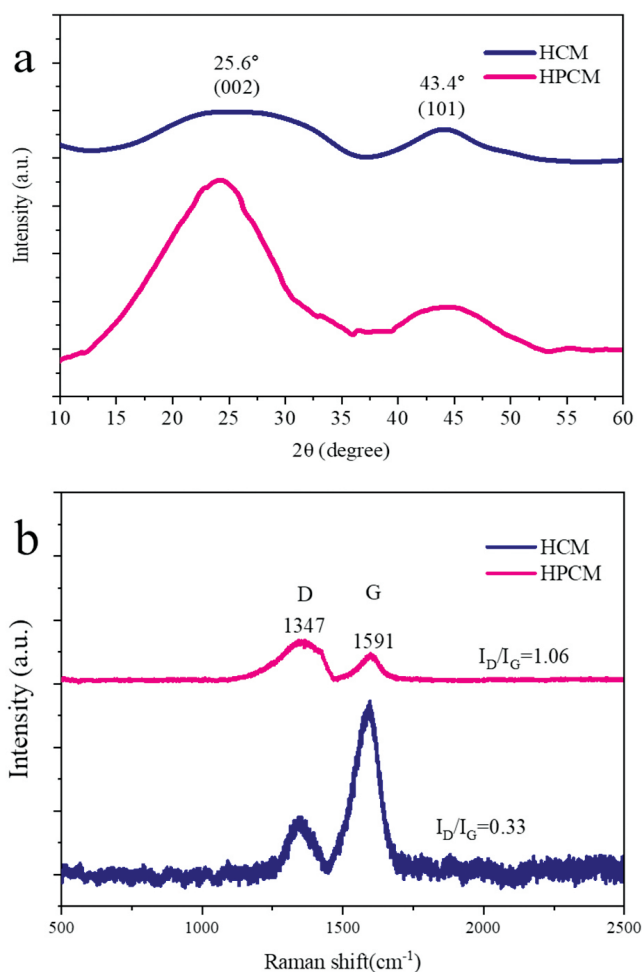 a
25.6°
(002)
43.4°
(101)
HCM
HPCM
Intensity (a.u.)
10 15 20 25 30 35 40 45 50 55 60
2θ (degree)
b
HCM
HPCM
D
1347
G
1591
I_D/I_G=1.06
I_D/I_G=0.33
Intensity (a.u.)
500 1000 1500 2000 2500
Raman shift(cm⁻¹)